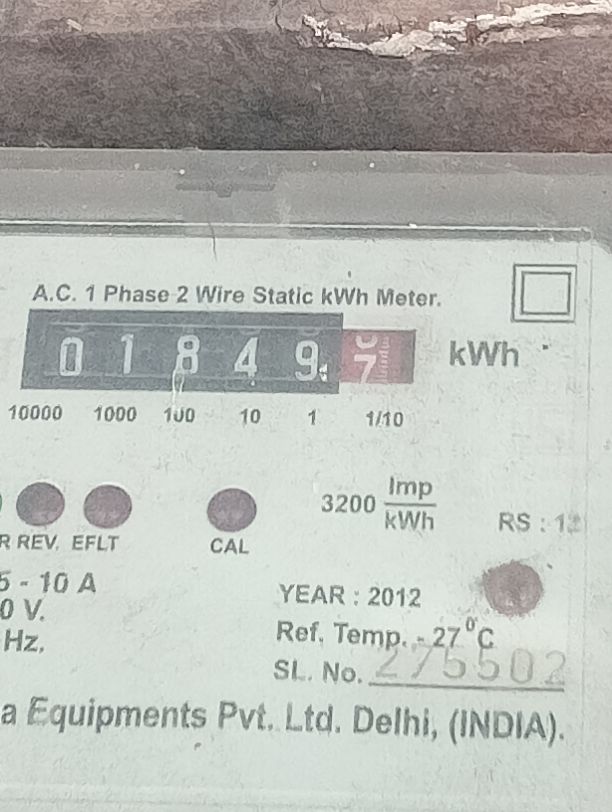 A.C. 1 Phase 2 Wire Static kWh Meter.
0 1 8 4 9. 7 kWh
10000 1000 100 10 1 1/10
3200 Imp/kWh
RS : 1
R REV. EFLT CAL
5 - 10 A
0 V.
Hz.
YEAR : 2012
Ref. Temp. - 27°C
SL. No. 275502
a Equipments Pvt. Ltd. Delhi, (INDIA).